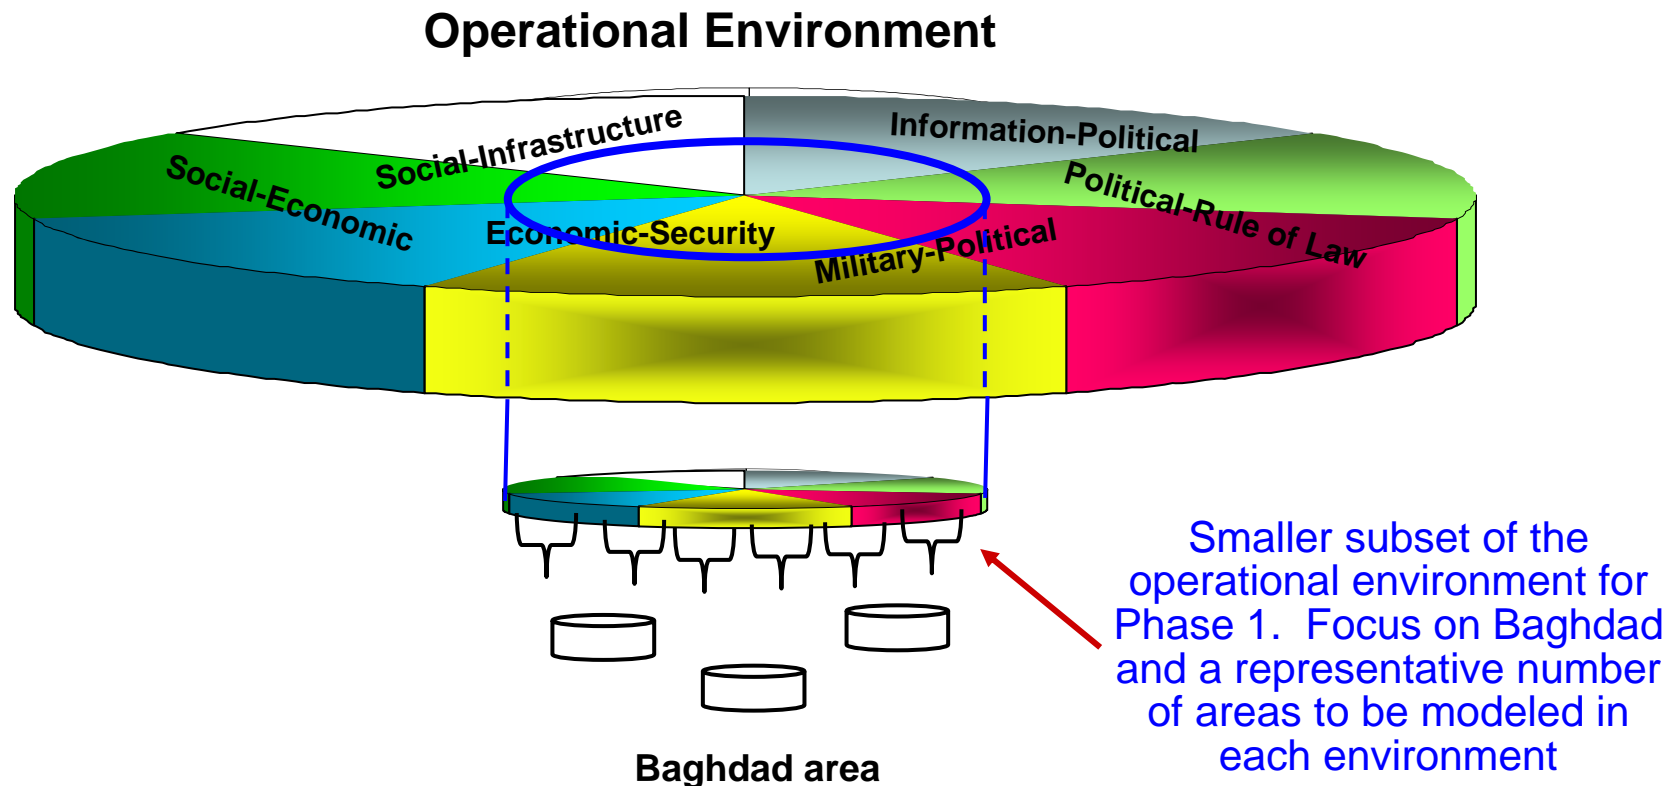 Operational Environment
Social-Infrastructure
Information-Political
Social-Economic
Political-Rule of Law
Economic-Security
Military-Political
Smaller subset of the
operational environment for
Phase 1.  Focus on Baghdad
and a representative number
of areas to be modeled in
each environment
Baghdad area